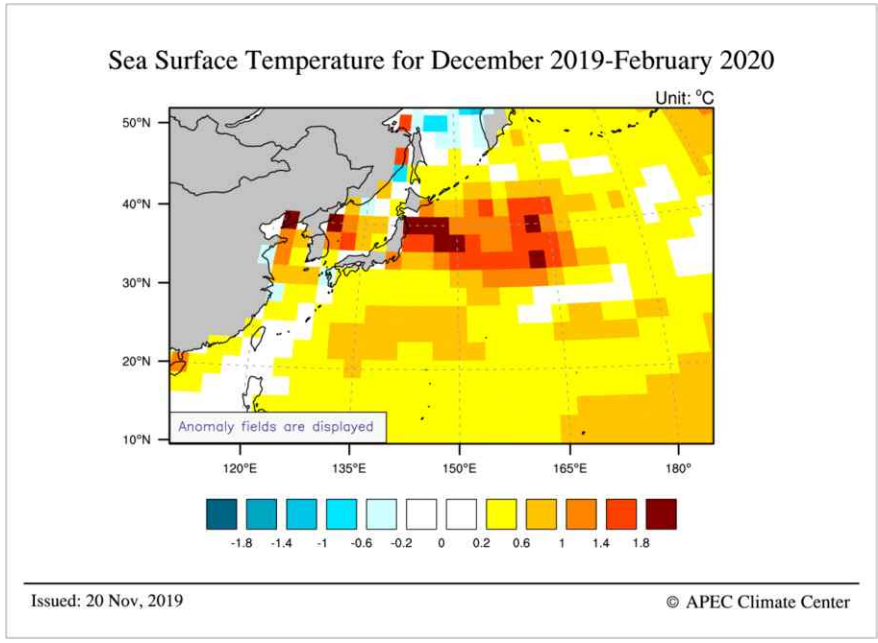 Sea Surface Temperature for December 2019-February 2020
Unit: °C
50°N
40°N
30°N
20°N
10°N
Anomaly fields are displayed
120°E 135°E 150°E 165°E 180°
-1.8 -1.4 -1 -0.6 -0.2 0 0.2 0.6 1 1.4 1.8
Issued: 20 Nov, 2019
© APEC Climate Center